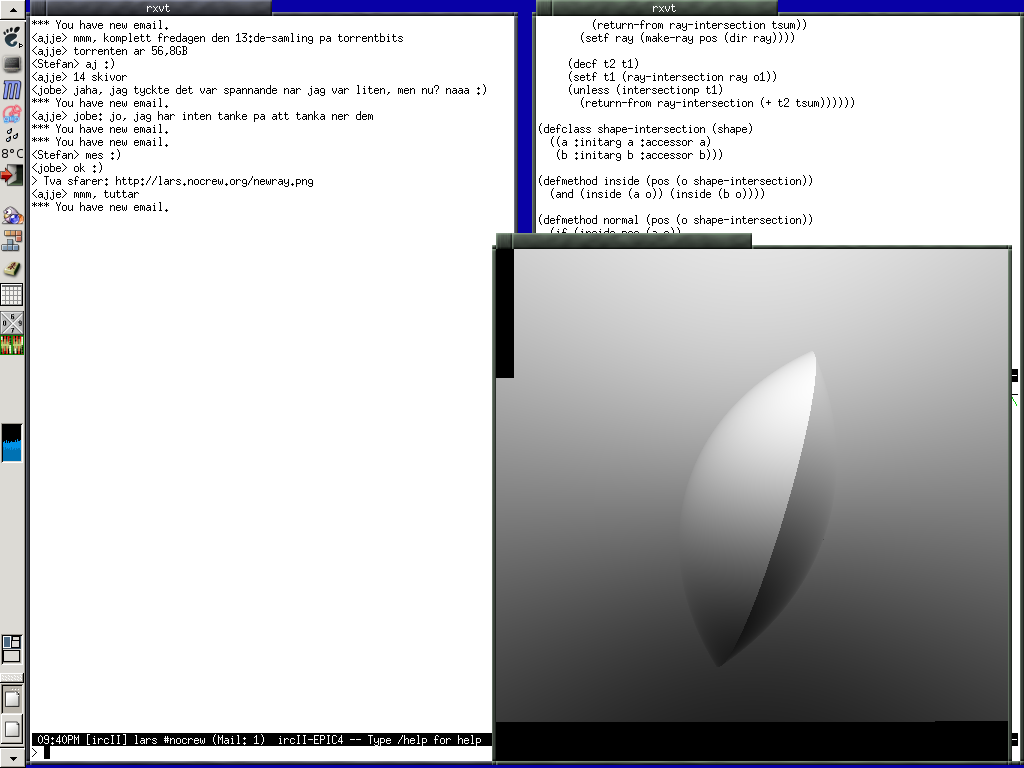 rxvt
*** You have new email.
<ajje> mmm, komplett fredagen den 13:de-samling pa torrentbits
<ajje> torrenten ar 56,8GB
<Stefan> aj :)
<ajje> 14 skivor
<jobe> jaha, jag tyckte det var spannande nar jag var liten, men nu? naaa :)
*** You have new email.
<ajje> jobe: jo, jag har inten tanke pa att tanka ner dem
*** You have new email.
*** You have new email.
<Stefan> mes :)
<jobe> ok :)
> Tva sfarer: http://lars.nocrew.org/newray.png
<ajje> mmm, tuttar
*** You have new email.
09:40PM [ircII] lars #nocrew (Mail: 1)  ircII-EPIC4 -- Type /help for help
>
8°C
rxvt
(return-from ray-intersection tsum))
(setf ray (make-ray pos (dir ray))))
(decf t2 t1)
(setf t1 (ray-intersection ray o1))
(unless (intersectionp t1)
(return-from ray-intersection (+ t2 tsum))))))
(defclass shape-intersection (shape)
((a :initarg a :accessor a)
(b :initarg b :accessor b)))
(defmethod inside (pos (o shape-intersection))
(and (inside (a o)) (inside (b o))))
(defmethod normal (pos (o shape-intersection))
(if (inside pos (a o))